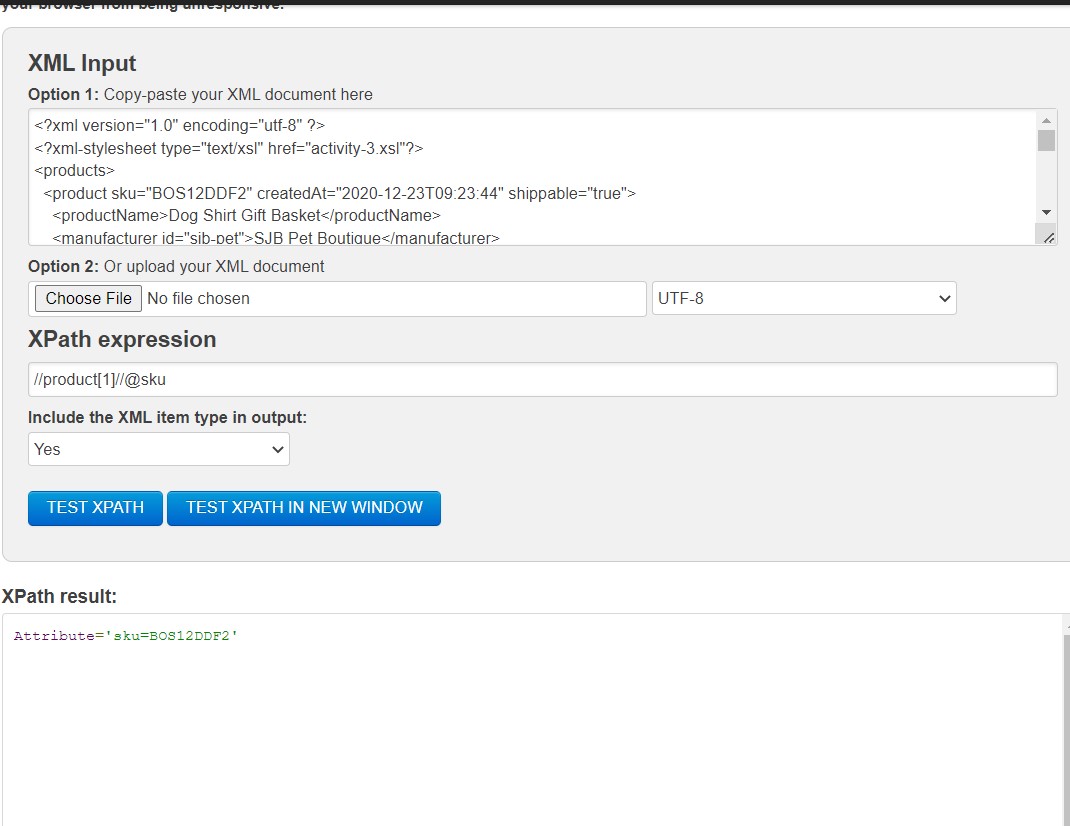 your browser from being unresponsive.
XML Input
Option 1: Copy-paste your XML document here
<?xml version="1.0" encoding="utf-8" ?>
<?xml-stylesheet type="text/xsl" href="activity-3.xsl"?>
<products>
<product sku="BOS12DDF2" createdAt="2020-12-23T09:23:44" shippable="true">
<productName>Dog Shirt Gift Basket</productName>
<manufacturer id="sjb-pet">SJB Pet Boutique</manufacturer>
Option 2: Or upload your XML document
Choose File No file chosen UTF-8
XPath expression
//product[1]//@sku
Include the XML item type in output:
Yes
TEST XPATH TEST XPATH IN NEW WINDOW
XPath result:
Attribute='sku=BOS12DDF2'